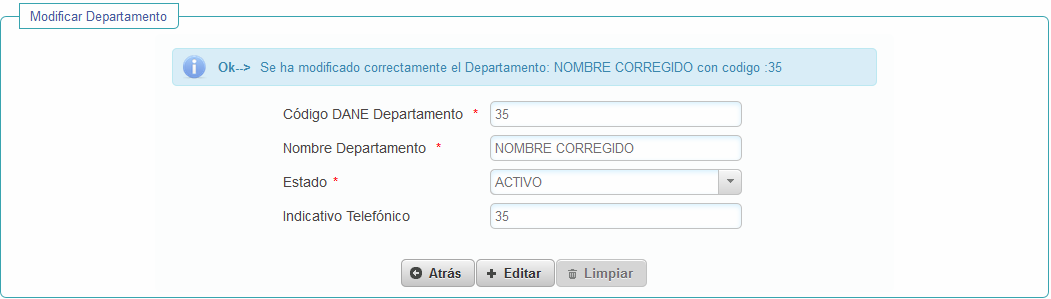 Modificar Departamento
Ok--> Se ha modificado correctamente el Departamento: NOMBRE CORREGIDO con codigo :35
Código DANE Departamento * 35
Nombre Departamento * NOMBRE CORREGIDO
Estado * ACTIVO
Indicativo Telefónico 35
Atrás Editar Limpiar